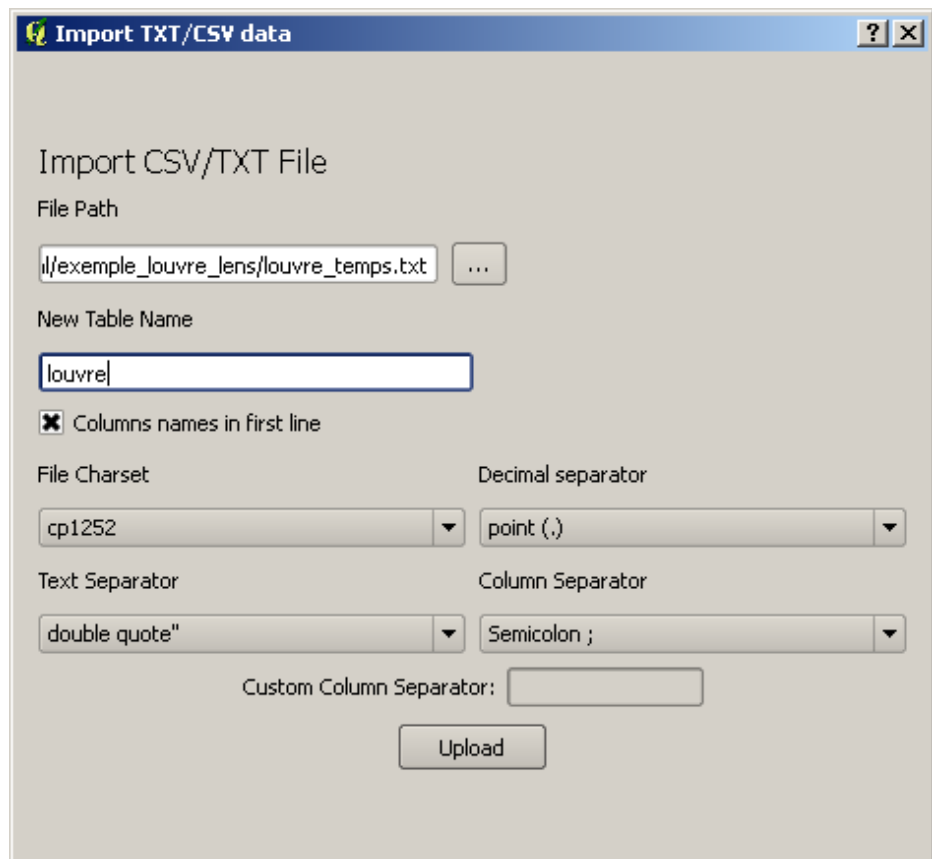 Import TXT/CSV data
Import CSV/TXT File
File Path
/exemple_louvre_lens/louvre_temps.txt ...
New Table Name
louvre
Columns names in first line
File Charset Decimal separator
cp1252 point (.)
Text Separator Column Separator
double quote" Semicolon ;
Custom Column Separator:
Upload